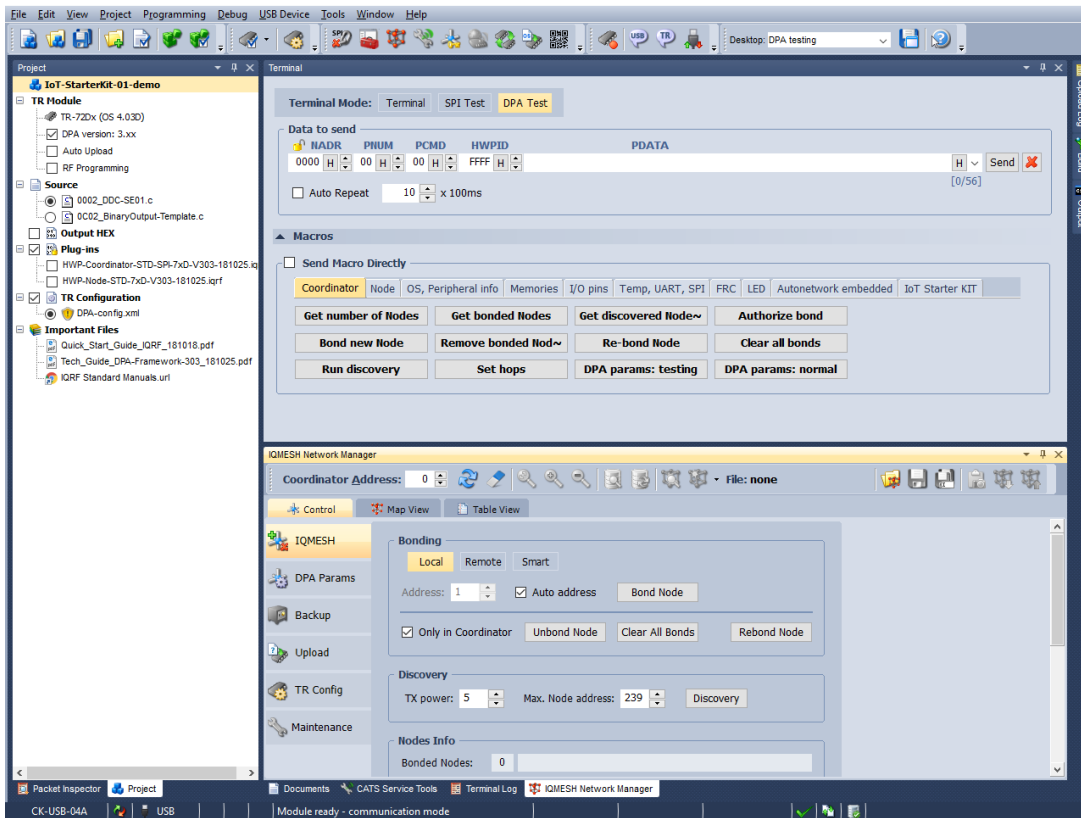 File Edit View Project Programming Debug USB Device Tools Window Help
SPI USB TR Desktop: DPA testing
Project
IoT-StarterKit-01-demo
TR Module
TR-72Dx (OS 4.03D)
DPA version: 3.xx
Auto Upload
RF Programming
Source
0002_DDC-SE01.c
0C02_BinaryOutput-Template.c
Output HEX
Plug-ins
HWP-Coordinator-STD-SPI-7xD-V303-181025.iq
HWP-Node-STD-7xD-V303-181025.iqrf
TR Configuration
DPA-config.xml
Important Files
Quick_Start_Guide_IQRF_181018.pdf
Tech_Guide_DPA-Framework-303_181025.pdf
IQRF Standard Manuals.url
Packet Inspector Project
Terminal
Terminal Mode: Terminal SPI Test DPA Test
Data to send
NADR PNUM PCMD HWPID PDATA
0000 H 00 H 00 H FFFF H H Send
[0/56]
Auto Repeat 10 x 100ms
Macros
Send Macro Directly
Coordinator Node OS, Peripheral info Memories I/O pins Temp, UART, SPI FRC LED Autonetwork embedded IoT Starter KIT
Get number of Nodes Get bonded Nodes Get discovered Node~ Authorize bond
Bond new Node Remove bonded Nod~ Re-bond Node Clear all bonds
Run discovery Set hops DPA params: testing DPA params: normal
IQMESH Network Manager
Coordinator Address: 0 File: none
Control Map View Table View
IQMESH
DPA Params
Backup
Upload
TR Config
Maintenance
Bonding
Local Remote Smart
Address: 1 Auto address Bond Node
Only in Coordinator Unbond Node Clear All Bonds Rebond Node
Discovery
TX power: 5 Max. Node address: 239 Discovery
Nodes Info
Bonded Nodes: 0
Documents CATS Service Tools Terminal Log IQMESH Network Manager
CK-USB-04A USB Module ready - communication mode